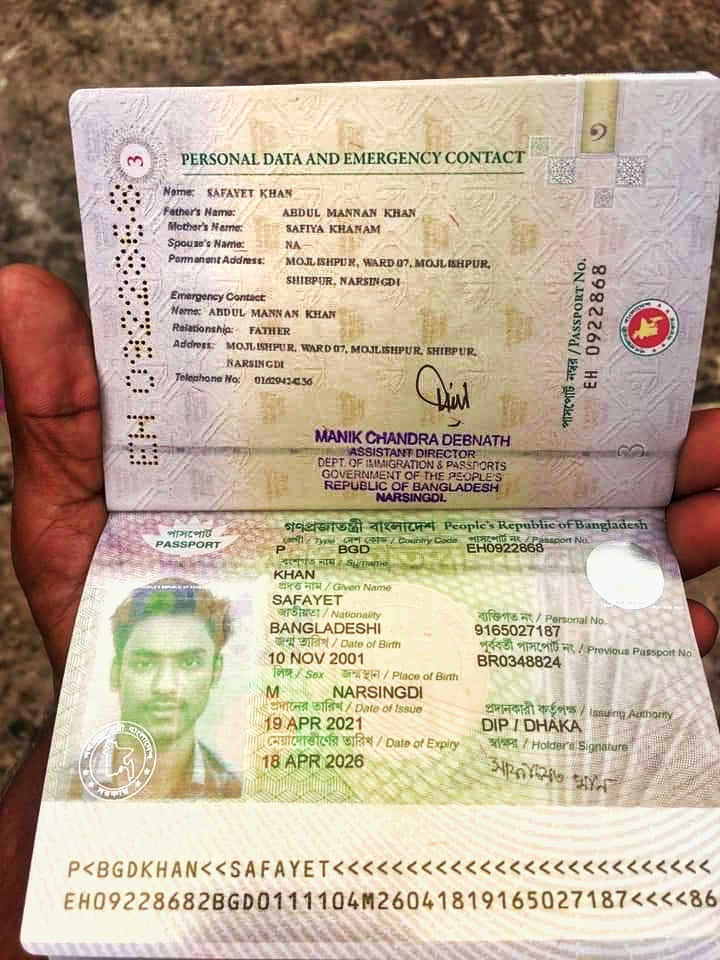 3
PERSONAL DATA AND EMERGENCY CONTACT
Name: SAFAYET KHAN
Father's Name: ABDUL MANNAN KHAN
Mother's Name: SAFIYA KHANAM
Spouse's Name: NA
Permanent Address: MOJLISHPUR, WARD 07, MOJLISHPUR,
SHIBPUR, NARSINGDI
Emergency Contact:
Name: ABDUL MANNAN KHAN
Relationship: FATHER
Address: MOJLISHPUR, WARD 07, MOJLISHPUR, SHIBPUR,
NARSINGDI
Telephone No:
MANIK CHANDRA DEBNATH
ASSISTANT DIRECTOR
DEPT. OF IMMIGRATION & PASSPORTS
GOVERNMENT OF THE PEOPLE'S
REPUBLIC OF BANGLADESH
NARSINGDI.
EH 0922868
পাসপোর্ট নম্বর / PASSPORT No.
EH 0922868
৩
গণপ্রজাতন্ত্রী বাংলাদেশ People's Republic of Bangladesh
পাসপোর্ট
PASSPORT
শ্রেণী / Type দেশ কোড / Country Code পাসপোর্ট নং / Passport No.
P BGD EH0922868
বংশগত নাম / Surname
KHAN
প্রদত্ত নাম / Given Name
SAFAYET
জাতীয়তা / Nationality ব্যক্তিগত নং / Personal No.
BANGLADESHI 9165027187
জন্ম তারিখ / Date of Birth পূর্ববর্তী পাসপোর্ট নং / Previous Passport No.
10 NOV 2001 BR0348824
লিঙ্গ / Sex জন্মস্থান / Place of Birth
M NARSINGDI
প্রদানের তারিখ / Date of Issue প্রদানকারী কর্তৃপক্ষ / Issuing Authority
19 APR 2021 DIP / DHAKA
মেয়াদোত্তীর্ণের তারিখ / Date of Expiry স্বাক্ষর / Holder's Signature
18 APR 2026
P<BGDKHAN<<SAFAYET<<<<<<<<<<<<<<<<<<<<<<<<<<
EH09228682BGD0111104M26041819165027187<<<<86